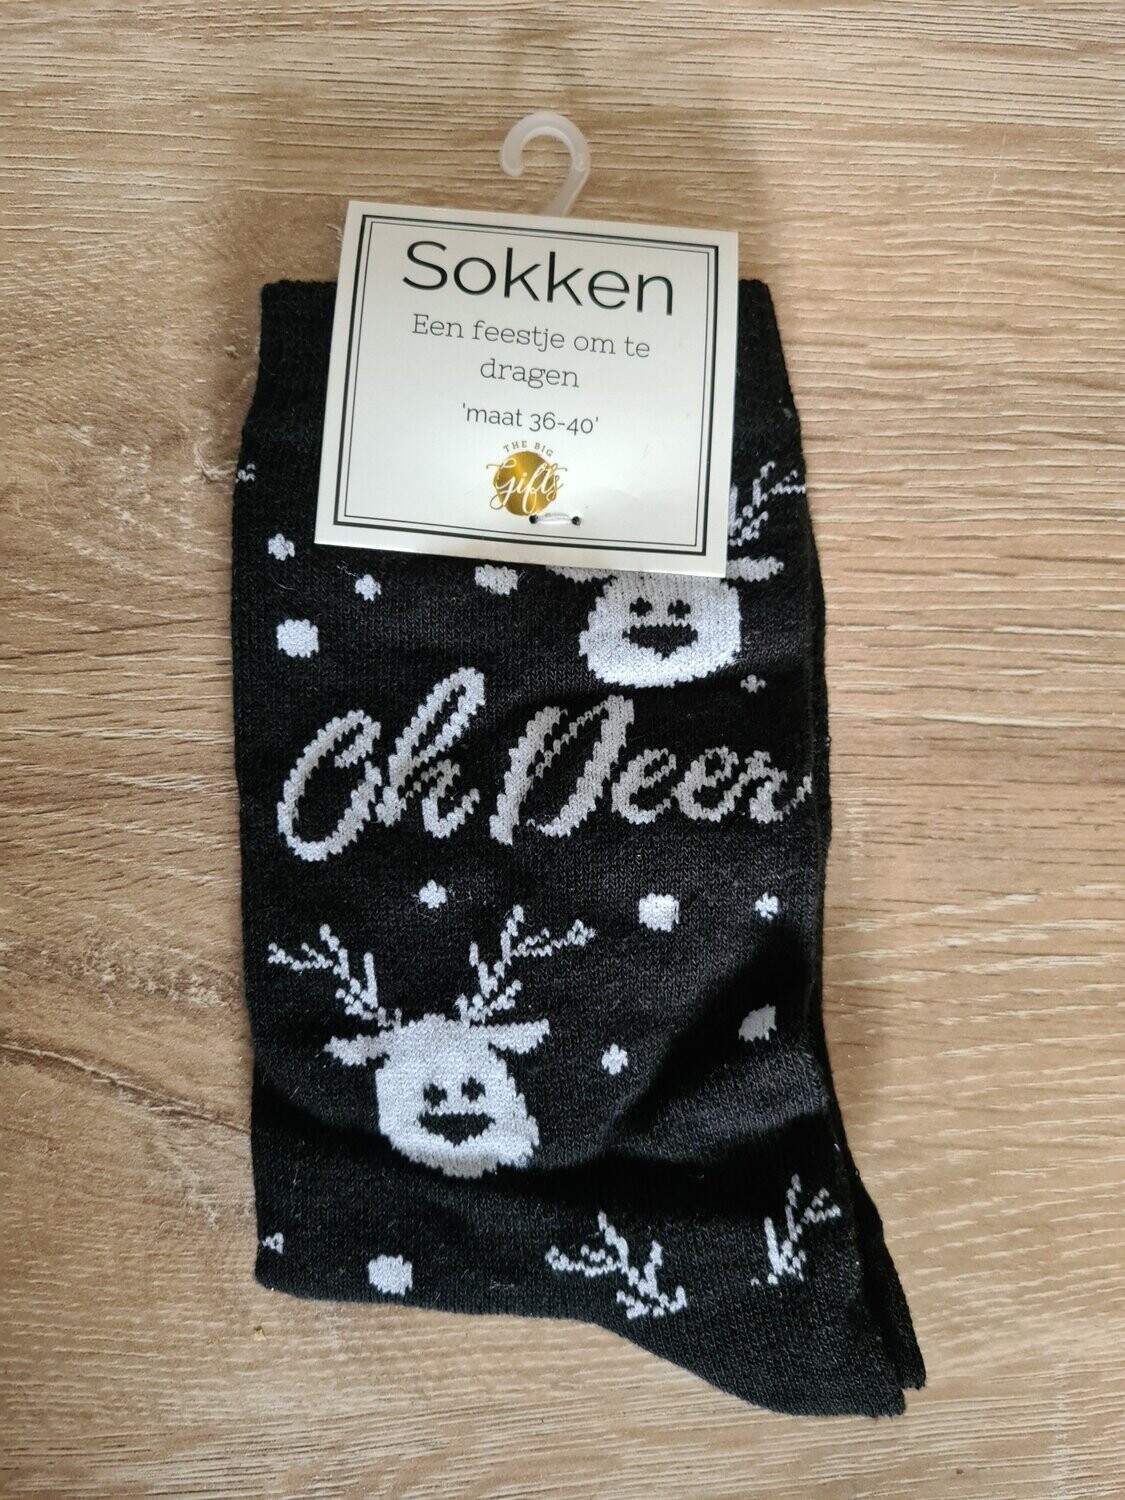 Sokken
Een feestje om te
dragen
'maat 36-40'
THE BIG
Gifts
Oh Deer